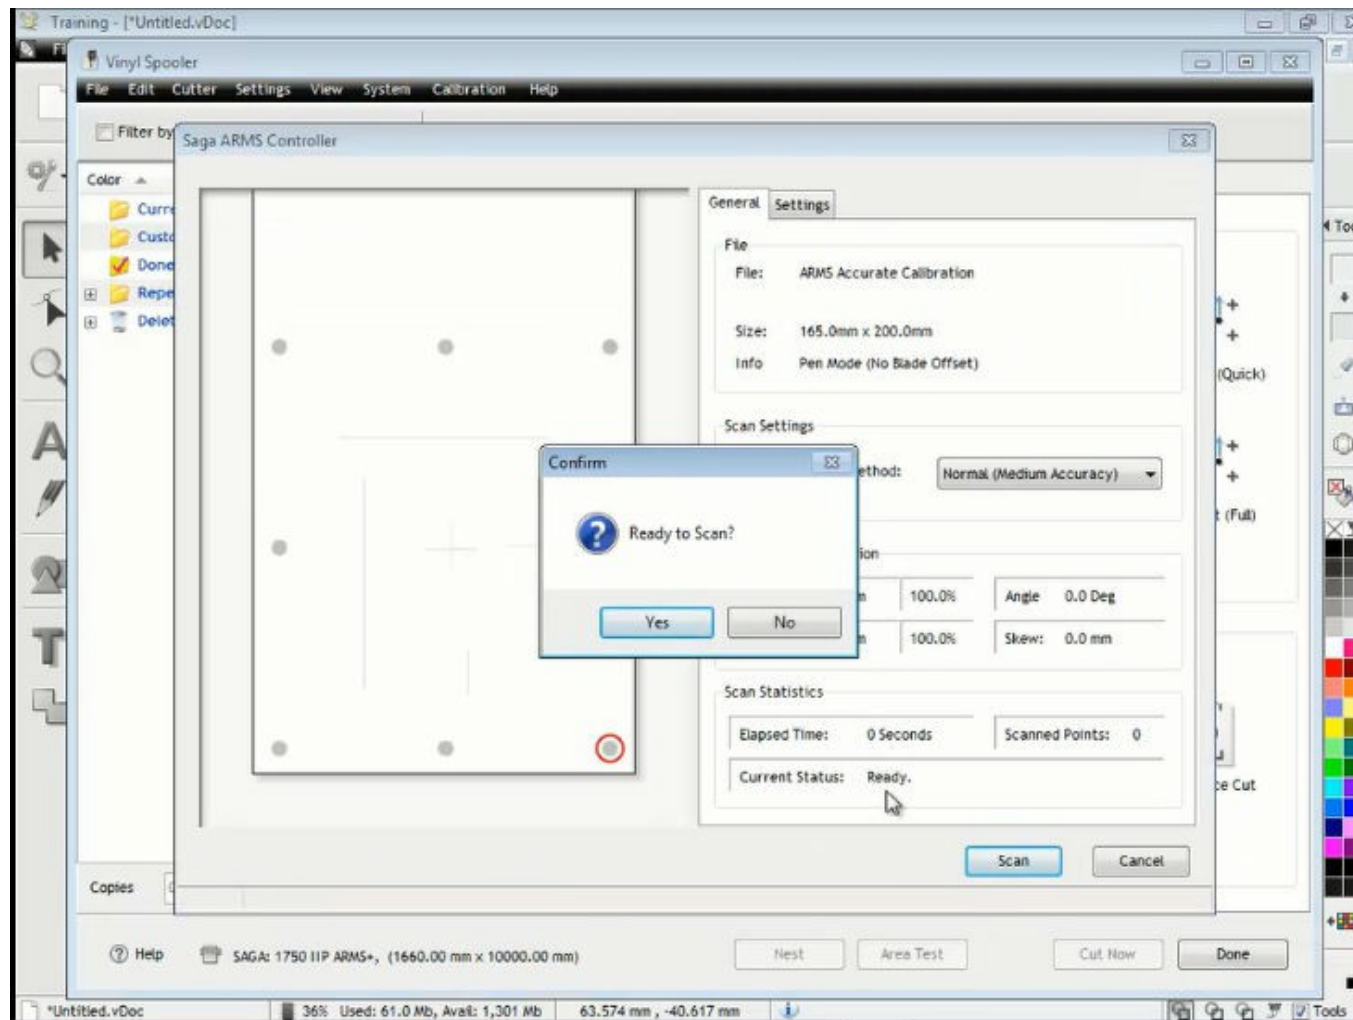 Training - [*Untitled.vDoc]
Vinyl Spooler
File Edit Cutter Settings View System Calibration Help
Filter by
Saga ARMS Controller
Color
Done
General Settings
File
File: ARMS Accurate Calibration
Size: 165.0mm x 200.0mm
Info Pen Mode (No Blade Offset)
(Quick)
Scan Settings
Normal (Medium Accuracy)
Confirm
Ready to Scan?
(Full)
Yes No
100.0% Angle 0.0 Deg
100.0% Skew: 0.0 mm
Scan Statistics
Elapsed Time: 0 Seconds Scanned Points: 0
Current Status: Ready.
Cut
Scan Cancel
Copies
Help SAGA: 1750 IIP ARMS+, (1660.00 mm x 10000.00 mm) Nest Area Test Cut Now Done
*Untitled.vDoc 36% Used: 61.0 Mb, Avail: 1,301 Mb 63.574 mm , -40.617 mm Tools